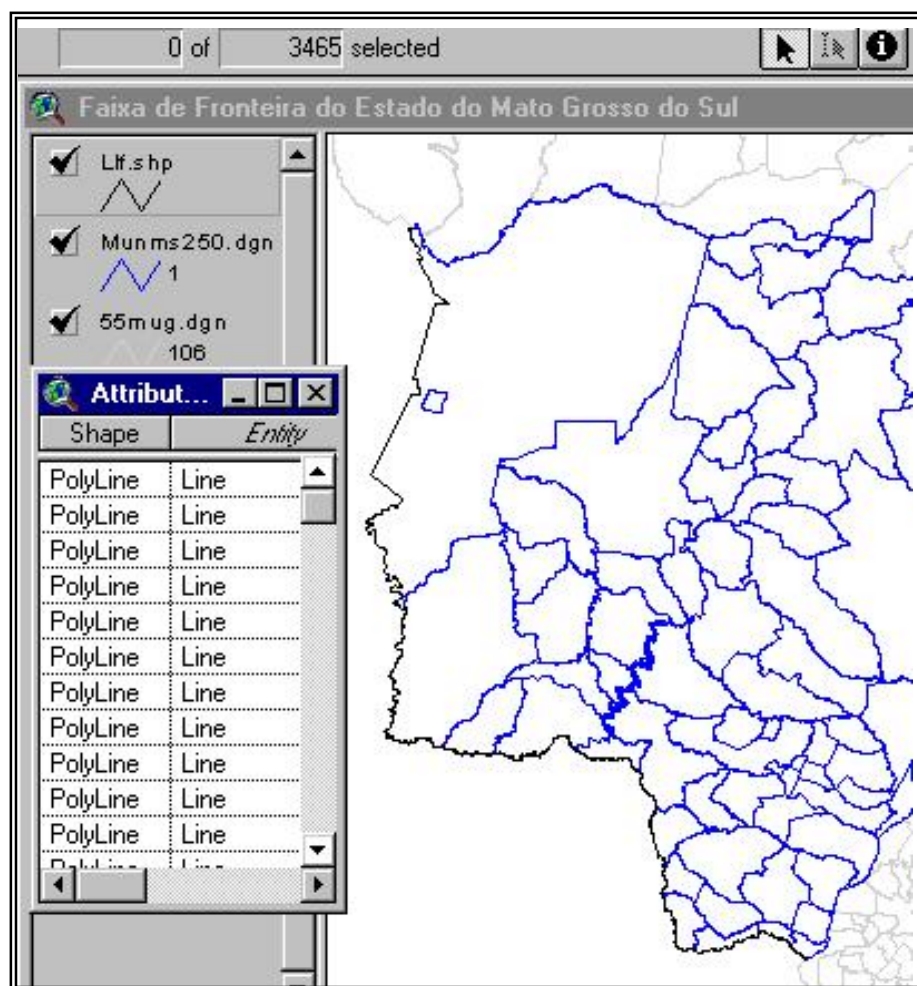 0 of 3465 selected
Faixa de Fronteira do Estado do Mato Grosso do Sul
Llf.shp
Munms250.dgn
1
55mug.dgn
106
Attribut...
Shape Entity
PolyLine Line
PolyLine Line
PolyLine Line
PolyLine Line
PolyLine Line
PolyLine Line
PolyLine Line
PolyLine Line
PolyLine Line
PolyLine Line
PolyLine Line
PolyLine Line